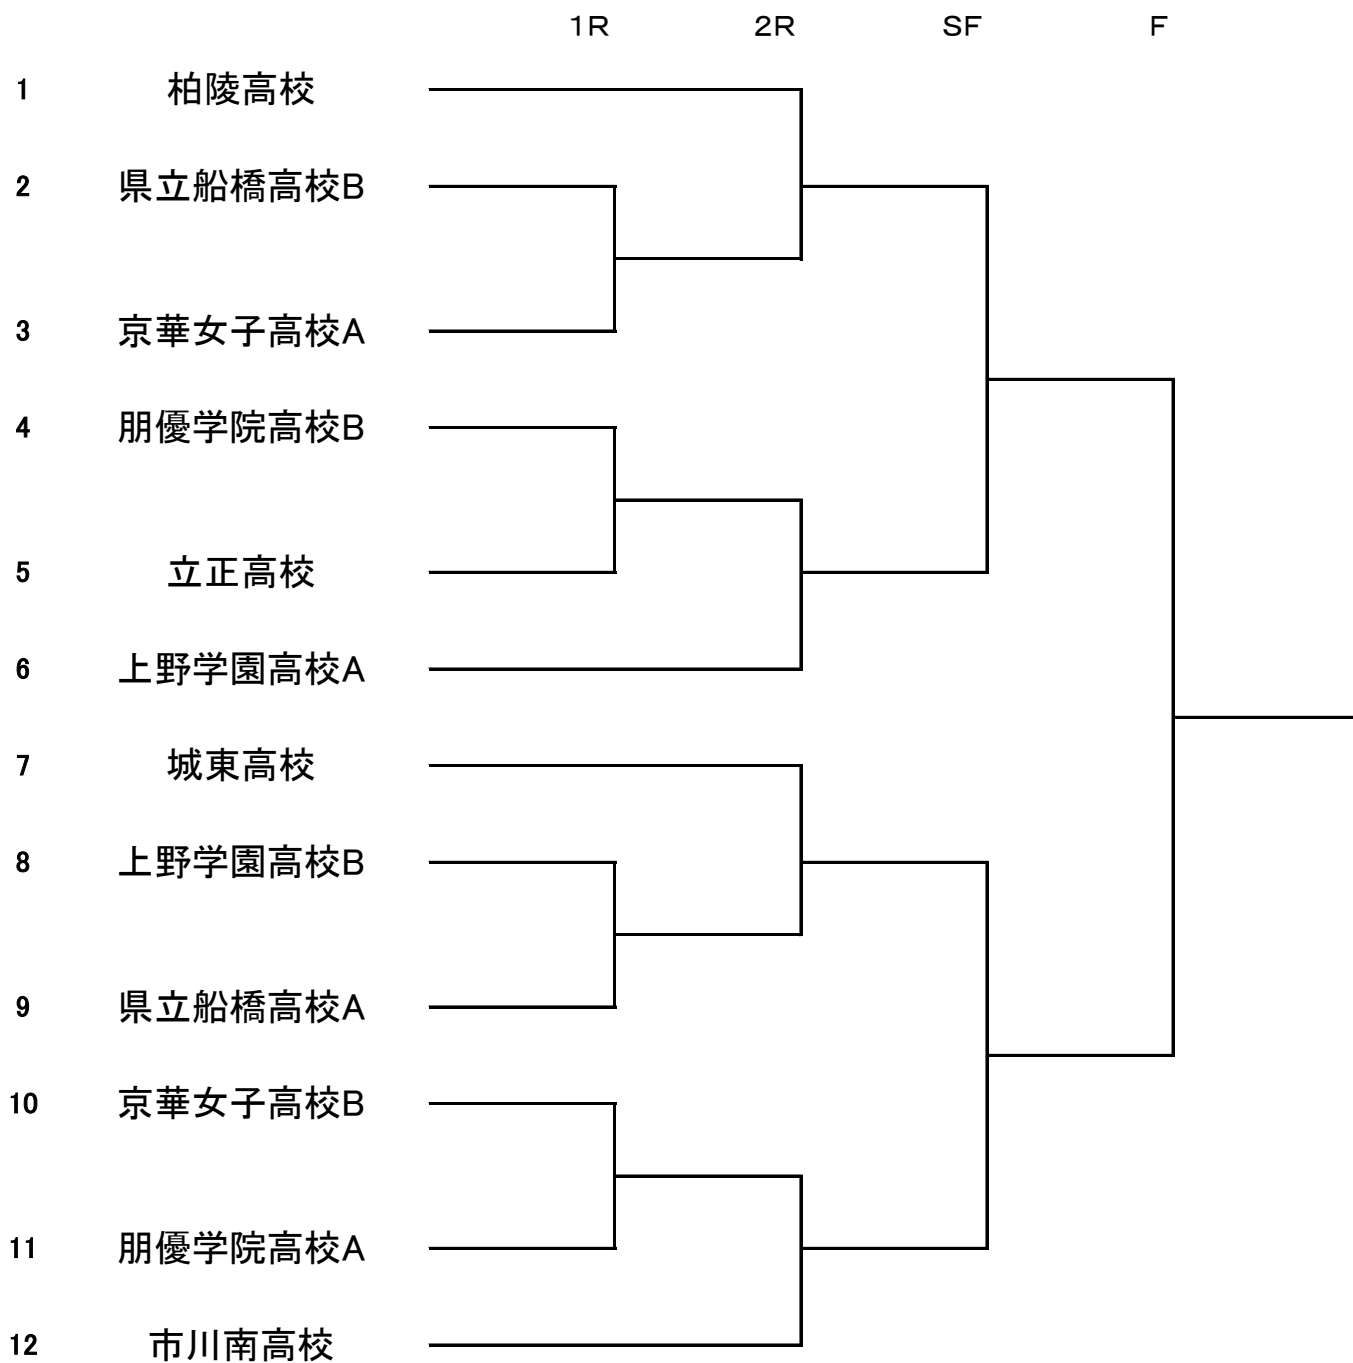 1R 2R SF F
1 柏陵高校
2 県立船橋高校B
3 京華女子高校A
4 朋優学院高校B
5 立正高校
6 上野学園高校A
7 城東高校
8 上野学園高校B
9 県立船橋高校A
10 京華女子高校B
11 朋優学院高校A
12 市川南高校